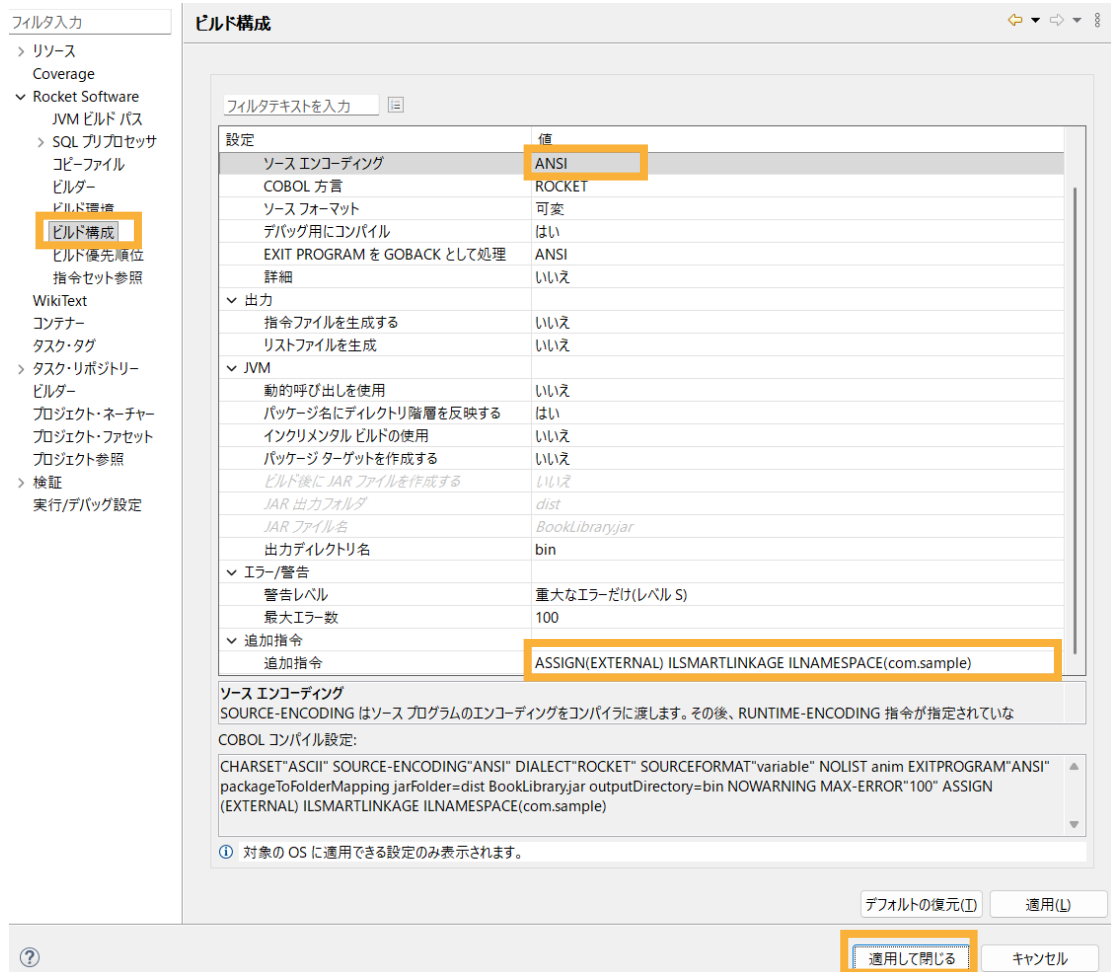 フィルタ入力
リソース
Coverage
Rocket Software
JVM ビルド パス
SQL プリプロセッサ
コピーファイル
ビルダー
ビルド環境
ビルド構成
ビルド優先順位
指令セット参照
WikiText
コンテナー
タスク・タグ
タスク・リポジトリー
ビルダー
プロジェクト・ネーチャー
プロジェクト・ファセット
プロジェクト参照
検証
実行/デバッグ設定
ビルド構成
フィルタテキストを入力
設定 値
ソース エンコーディング ANSI
COBOL 方言 ROCKET
ソース フォーマット 可変
デバッグ用にコンパイル はい
EXIT PROGRAM を GOBACK として処理 ANSI
詳細 いいえ
出力
指令ファイルを生成する いいえ
リストファイルを生成 いいえ
JVM
動的呼び出しを使用 いいえ
パッケージ名にディレクトリ階層を反映する はい
インクリメンタル ビルドの使用 いいえ
パッケージ ターゲットを作成する いいえ
ビルド後に JAR ファイルを作成する いいえ
JAR 出力フォルダ dist
JAR ファイル名 BookLibrary.jar
出力ディレクトリ名 bin
エラー/警告
警告レベル 重大なエラーだけ(レベル S)
最大エラー数 100
追加指令
追加指令 ASSIGN(EXTERNAL) ILSMARTLINKAGE ILNAMESPACE(com.sample)
ソース エンコーディング
SOURCE-ENCODING はソース プログラムのエンコーディングをコンパイラに渡します。その後、RUNTIME-ENCODING 指令が指定されていな
COBOL コンパイル設定:
CHARSET"ASCII" SOURCE-ENCODING"ANSI" DIALECT"ROCKET" SOURCEFORMAT"variable" NOLIST anim EXITPROGRAM"ANSI"
packageToFolderMapping jarFolder=dist BookLibrary.jar outputDirectory=bin NOWARNING MAX-ERROR"100" ASSIGN
(EXTERNAL) ILSMARTLINKAGE ILNAMESPACE(com.sample)
対象の OS に適用できる設定のみ表示されます。
デフォルトの復元(T) 適用(L)
適用して閉じる キャンセル